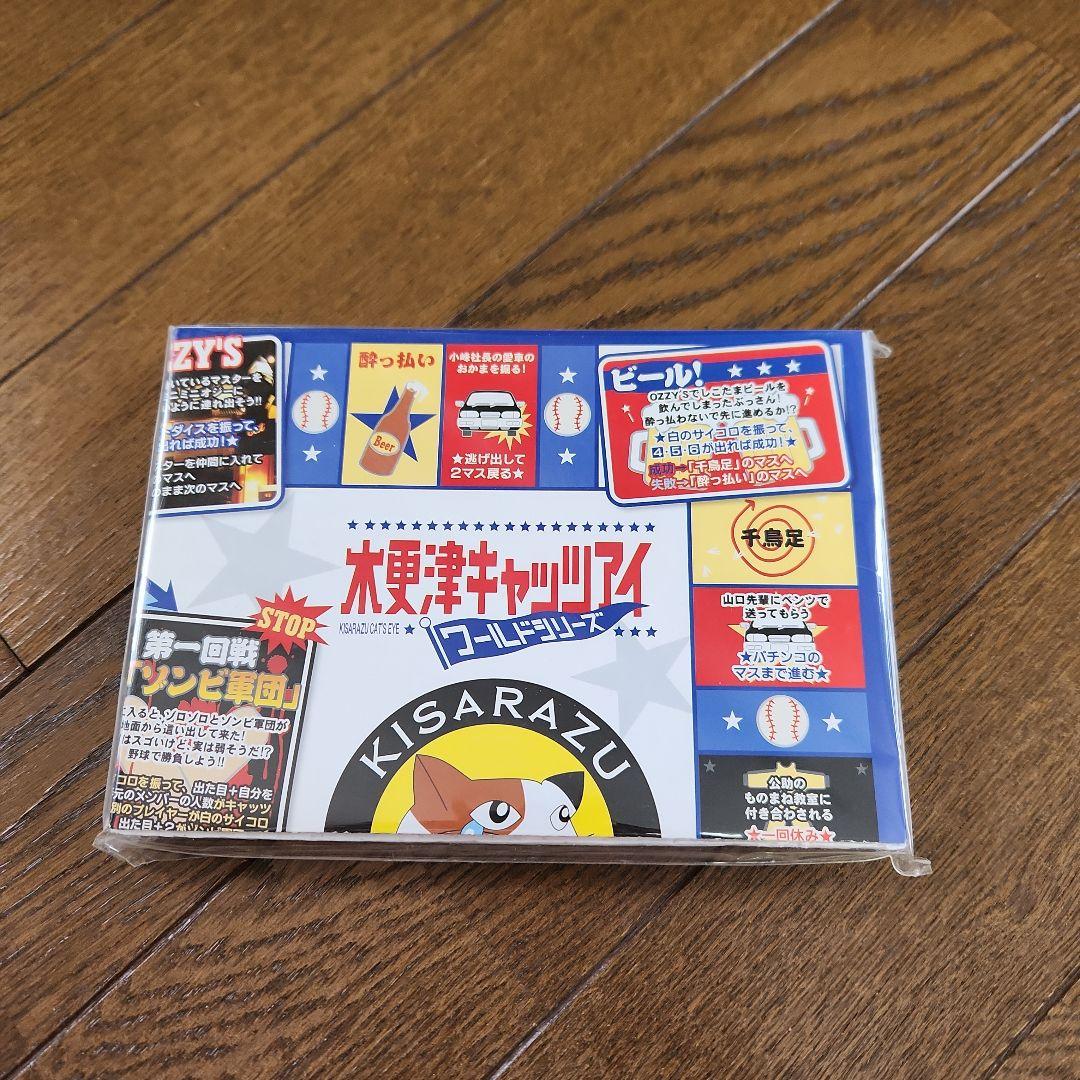 ZZY'S
いているマスターを
ミニオジーに
ように連れ出そう!!
ーダイスを振って、
出れば成功!★
ターを仲間に入れて
マスへ
のまま次のマスへ
酔っ払い
Beer
小峰社長の愛車の
おかまを掘る!
★逃げ出して
2マス戻る★
ビール!
OZZY'Sでしこたまビールを
飲んでしまったぶっさん!
酔っ払わないで先に進めるか!?
★白のサイコロを振って、
4・5・6が出れば成功!★
成功→「千鳥足」のマスへ
失敗→「酔っ払い」のマスへ
千鳥足
山口先輩にベンツで
送ってもらう
★パチンコの
マスまで進む★
公助の
ものまね教室に
付き合わされる
★一回休み★
木更津キャッツアイ
KISARAZU CAT'S EYE
ワールドシリーズ
KISARAZU
STOP
第一回戦
「ゾンビ軍団」
に入ると、ゾロゾロとゾンビ軍団が
地面から這い出して来た!
はスゴいけど、実は弱そうだ!?
野球で勝負しよう!!
コロを振って、出た目+自分を
元のメンバーの人数がキャッツ
別のプレイヤーが白のサイコロ
出た目+2がゾンビ軍団